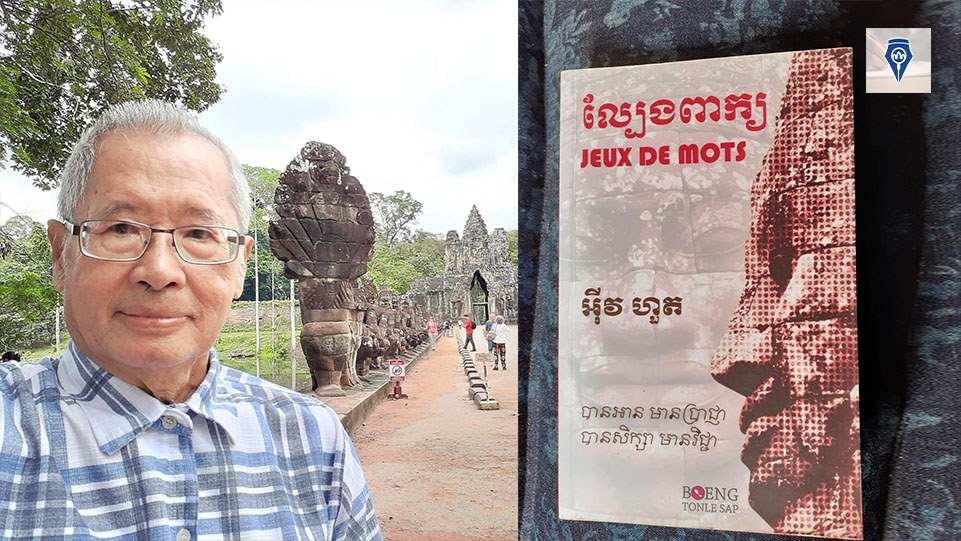 ល្បែងពាក្យ
JEUX DE MOTS
អ៊ីវ ហួត
បានអាន មានប្រាជ្ញា
បានសិក្សា មានវិជ្ជា
BOENG
TONLE SAP